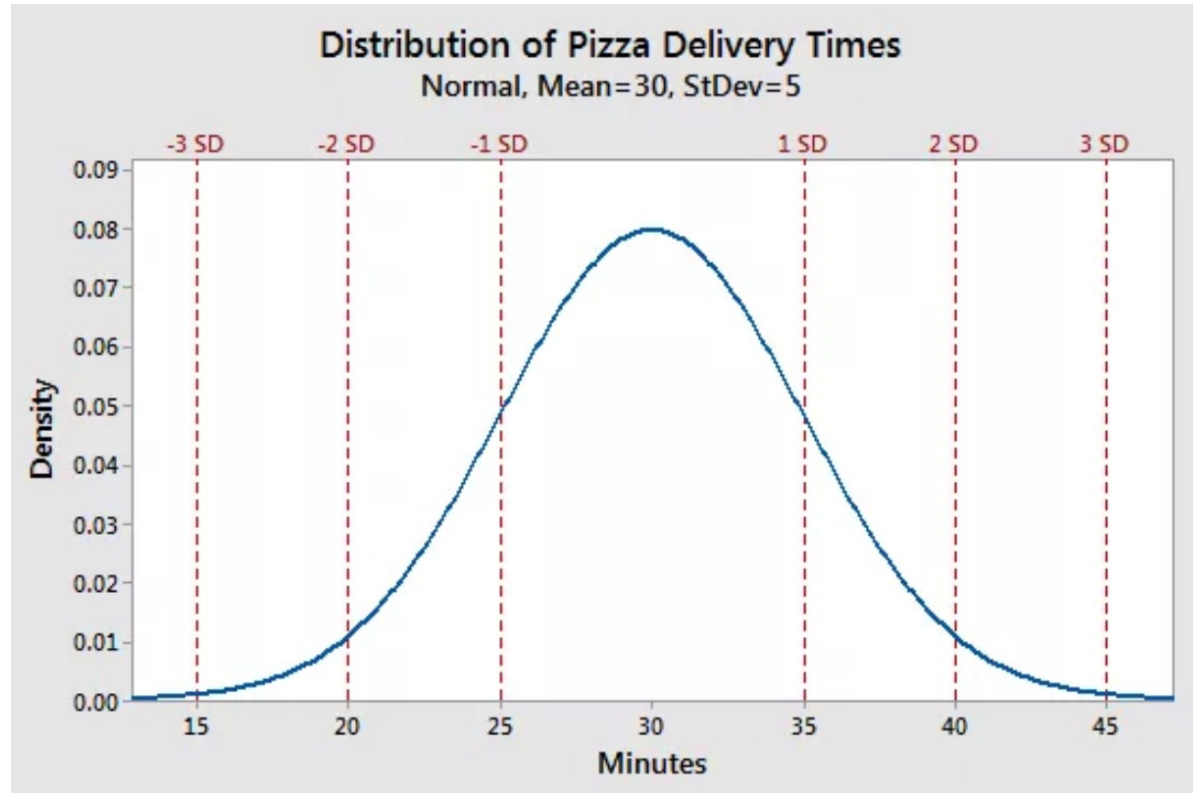 Distribution of Pizza Delivery Times
Normal, Mean=30, StDev=5
-3 SD -2 SD -1 SD 1 SD 2 SD 3 SD
0.09
0.08
0.07
0.06
0.05
0.04
0.03
0.02
0.01
0.00
Density
15 20 25 30 35 40 45
Minutes